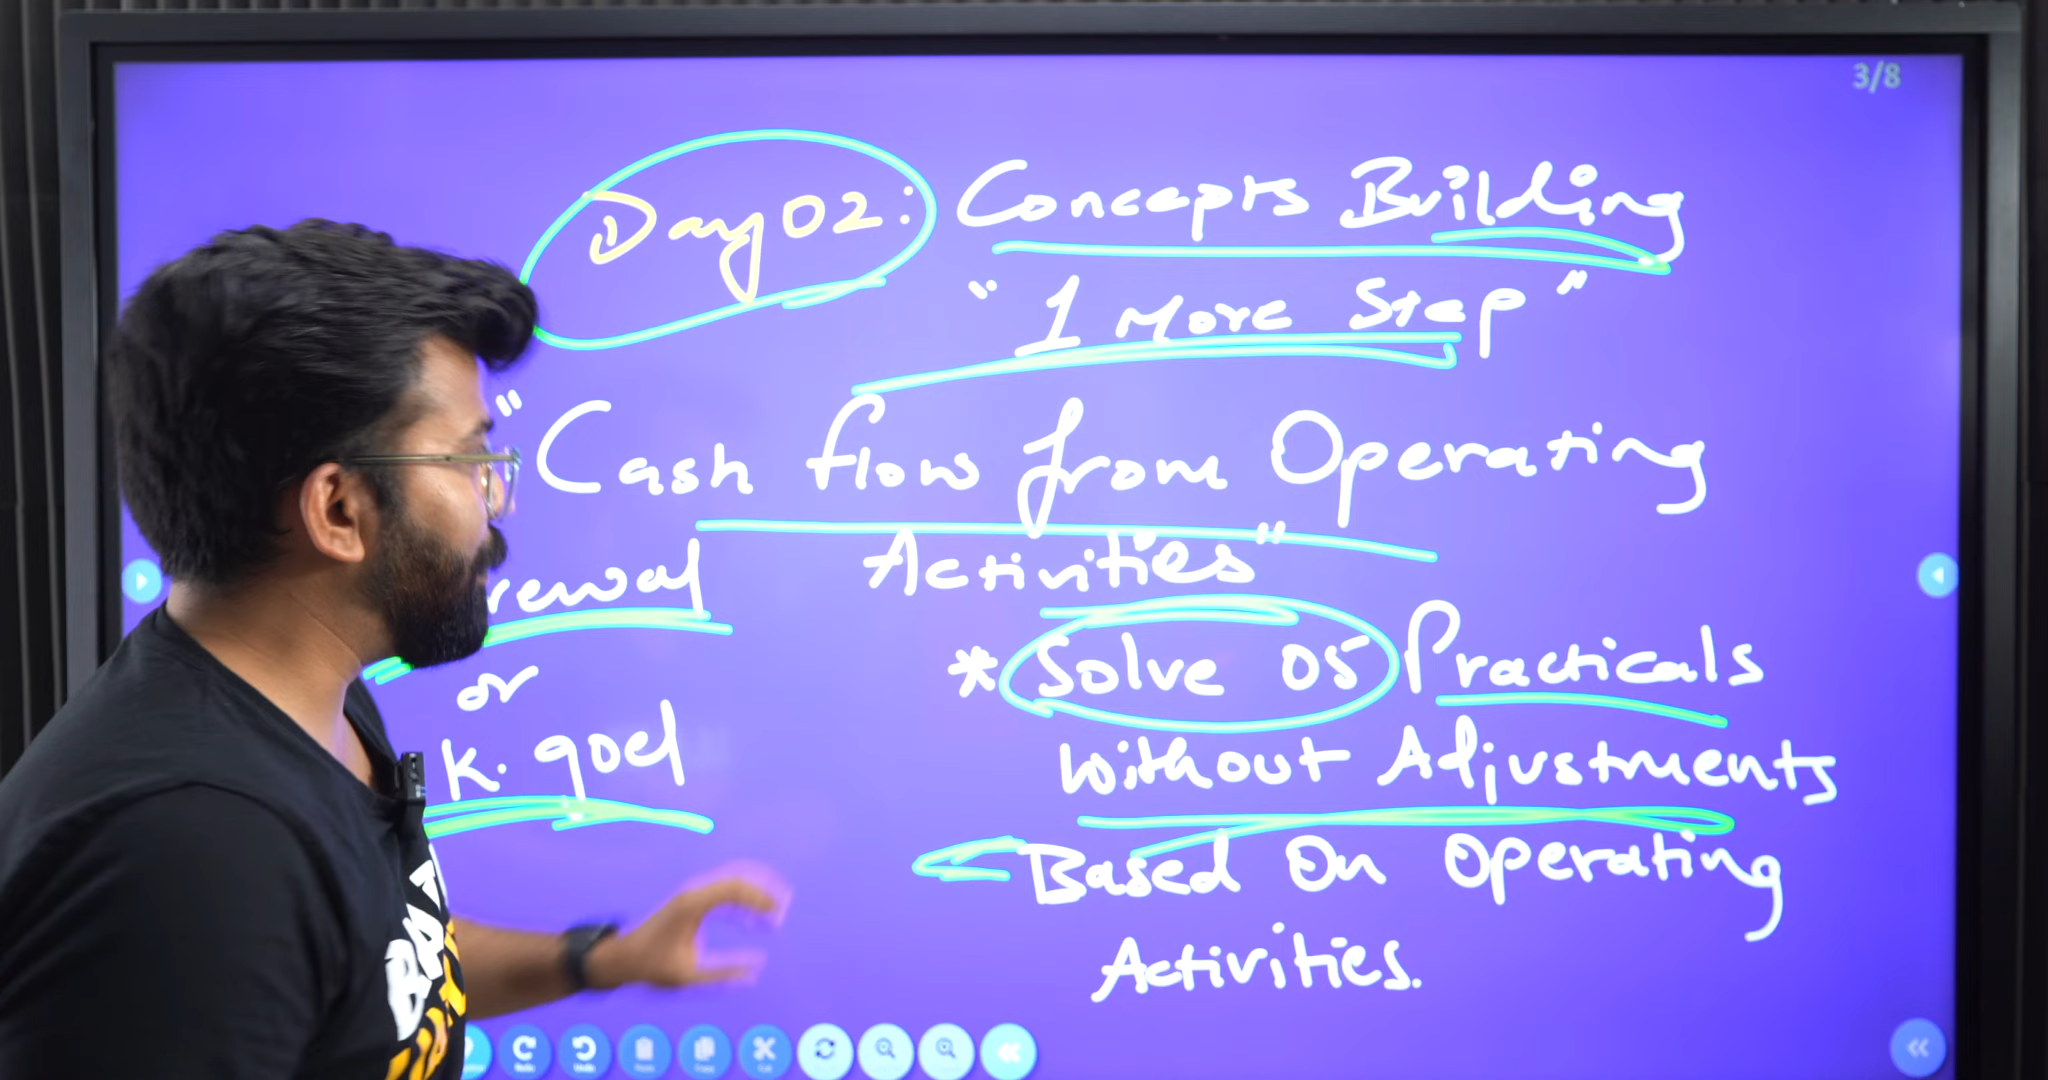 3/8
Day 02: Concepts Building
"1 More Step"
"Cash flow from Operating
Activities"
or
K. goel
* Solve 05 Practicals
without Adjustments
Based On Operating
Activities.